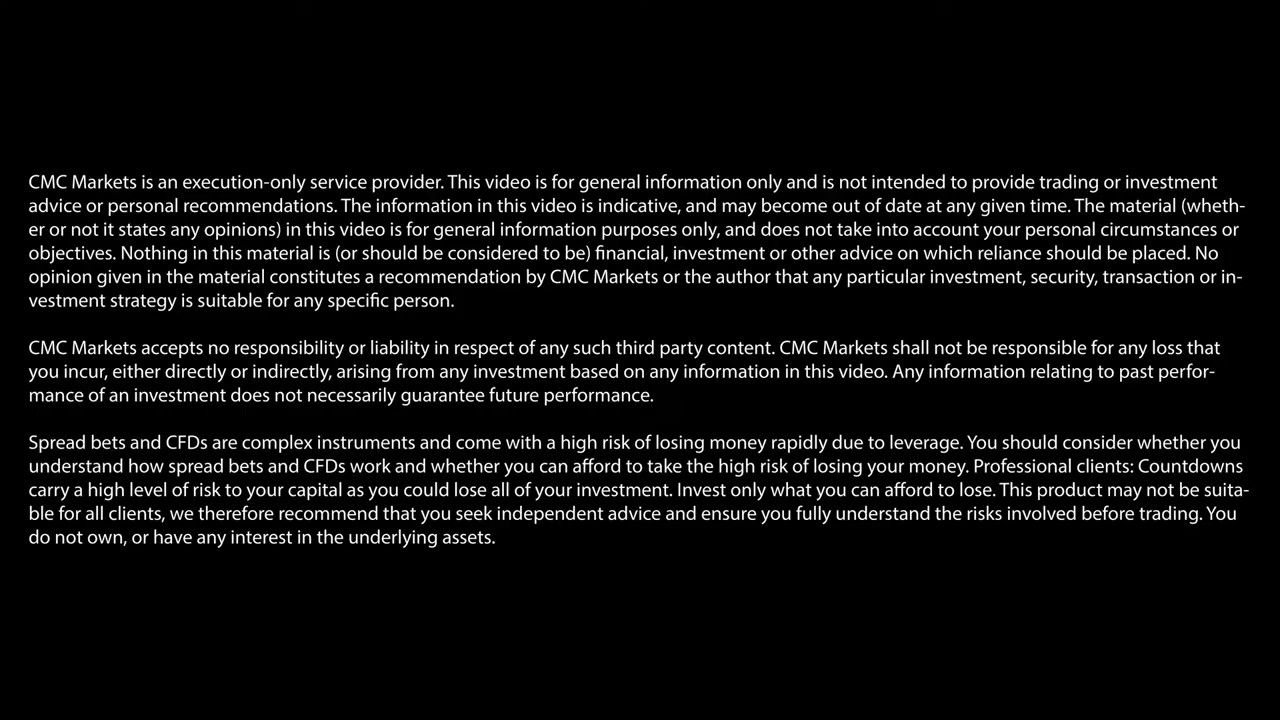 CMC Markets is an execution-only service provider. This video is for general information only and is not intended to provide trading or investment
advice or personal recommendations. The information in this video is indicative, and may become out of date at any given time. The material (wheth-
er or not it states any opinions) in this video is for general information purposes only, and does not take into account your personal circumstances or
objectives. Nothing in this material is (or should be considered to be) financial, investment or other advice on which reliance should be placed. No
opinion given in the material constitutes a recommendation by CMC Markets or the author that any particular investment, security, transaction or in-
vestment strategy is suitable for any specific person.
CMC Markets accepts no responsibility or liability in respect of any such third party content. CMC Markets shall not be responsible for any loss that
you incur, either directly or indirectly, arising from any investment based on any information in this video. Any information relating to past perfor-
mance of an investment does not necessarily guarantee future performance.
Spread bets and CFDs are complex instruments and come with a high risk of losing money rapidly due to leverage. You should consider whether you
understand how spread bets and CFDs work and whether you can afford to take the high risk of losing your money. Professional clients: Countdowns
carry a high level of risk to your capital as you could lose all of your investment. Invest only what you can afford to lose. This product may not be suita-
ble for all clients, we therefore recommend that you seek independent advice and ensure you fully understand the risks involved before trading. You
do not own, or have any interest in the underlying assets.